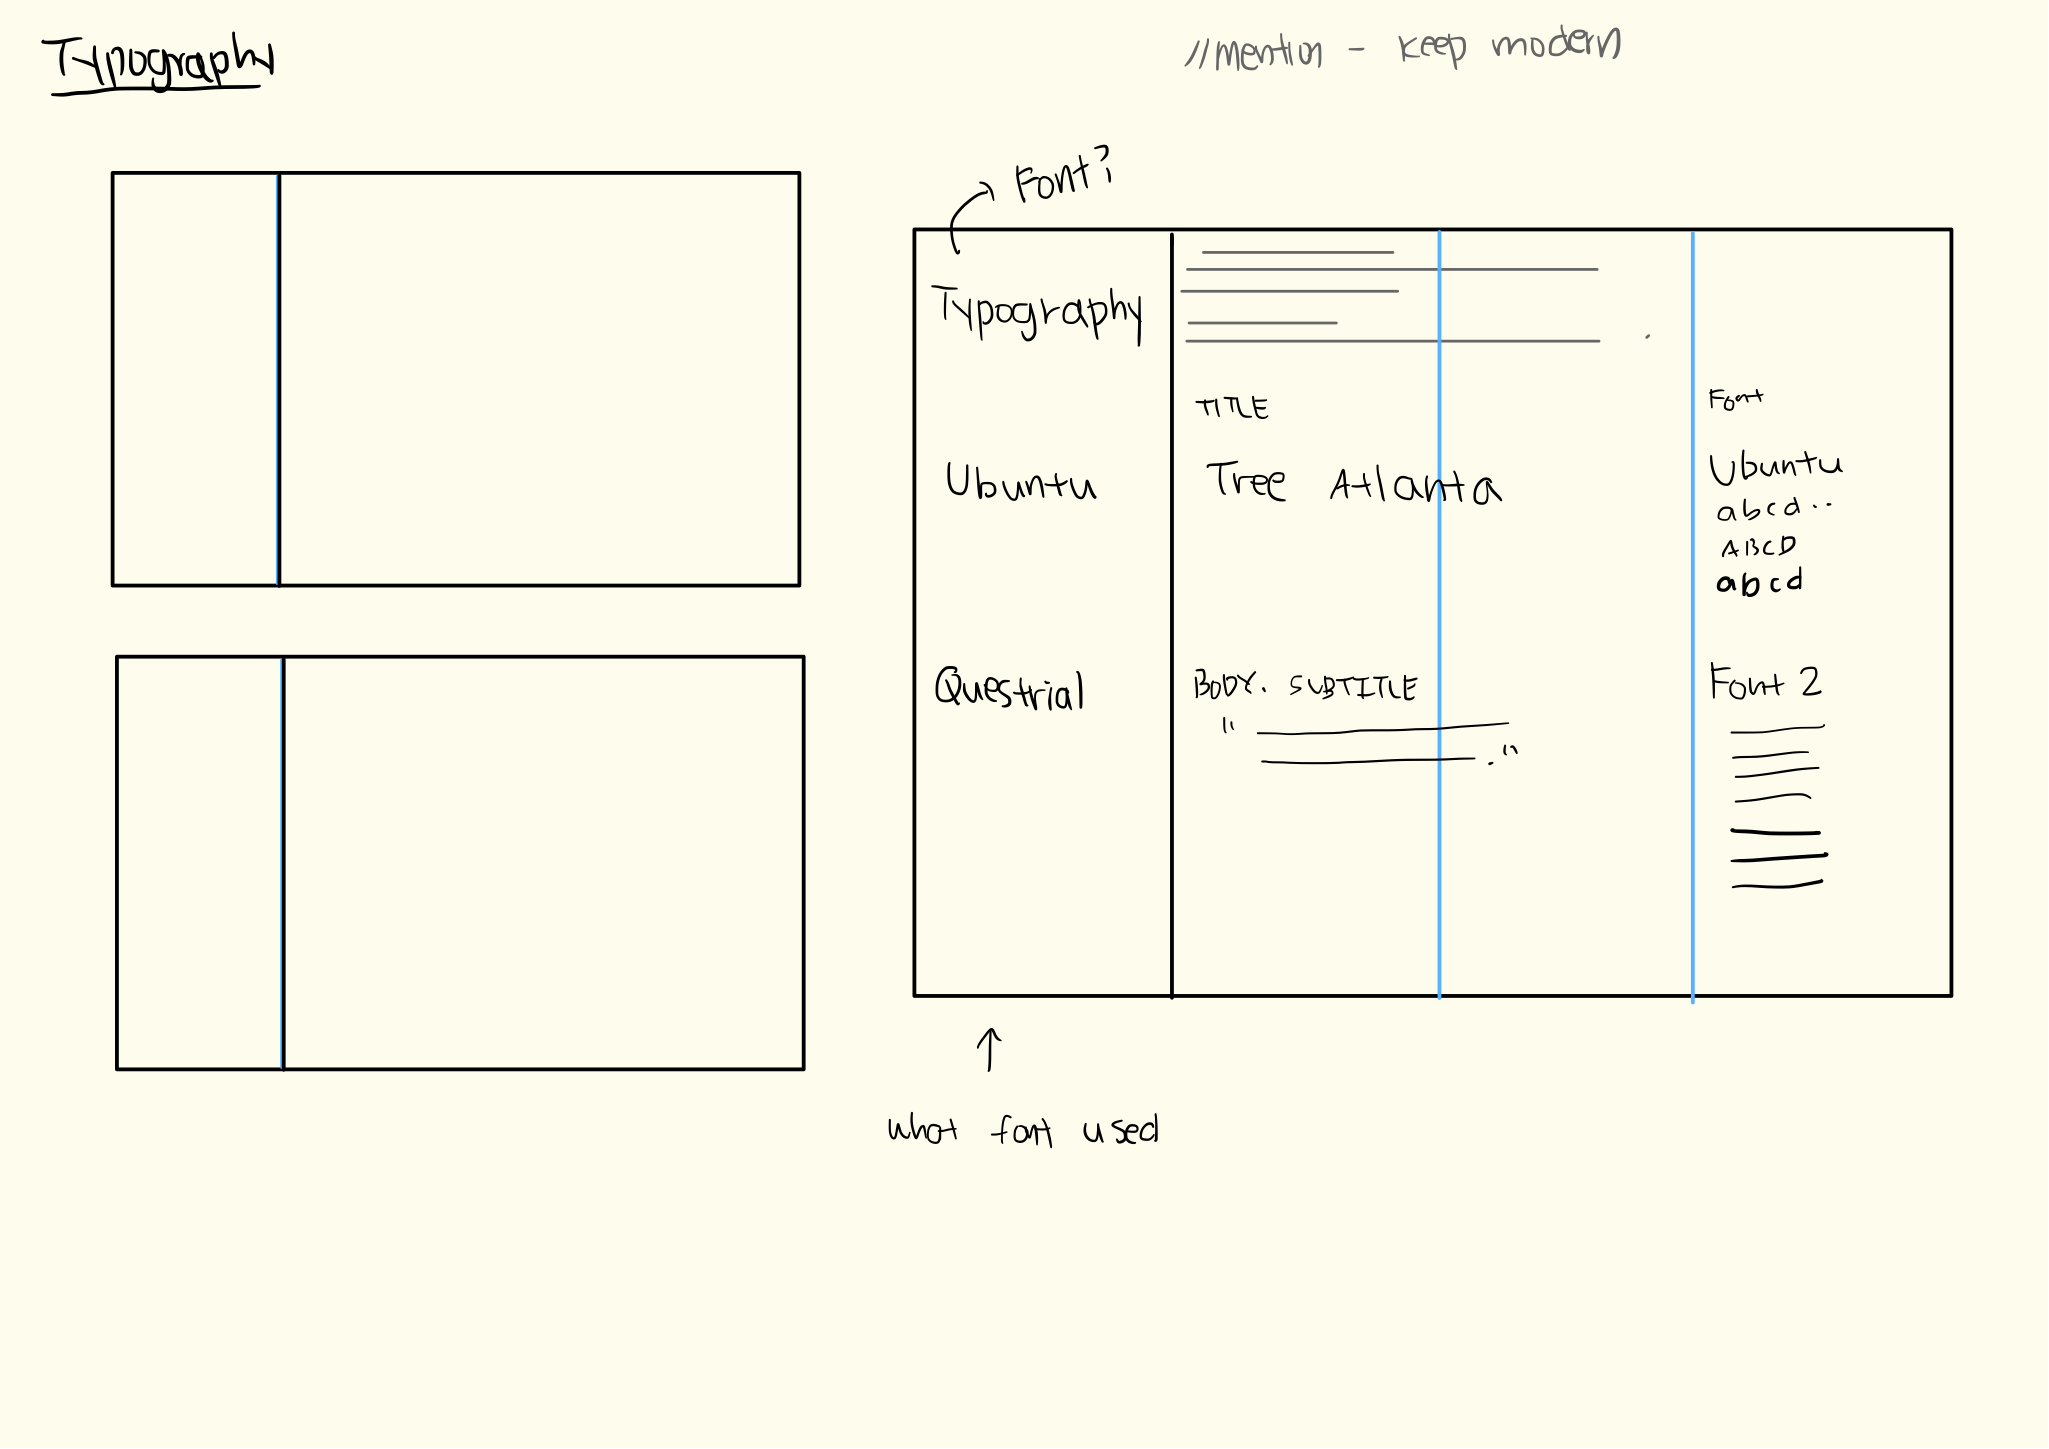 Typography
//mention - keep modern
Font?
Typography
TITLE
Font
Ubuntu
Tree Atlanta
Ubuntu
abcd..
ABCD
abcd
Questrial
BODY. SUBTITLE
Font 2
"
."
what font used